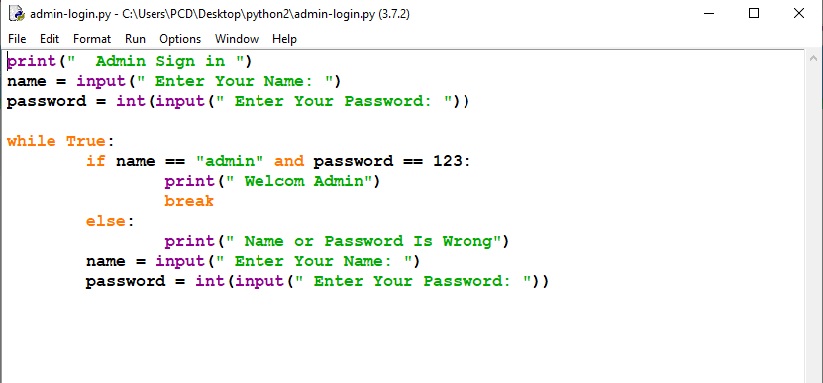 admin-login.py - C:\Users\PCD\Desktop\python2\admin-login.py (3.7.2)
File Edit Format Run Options Window Help
print("  Admin Sign in ")
name = input(" Enter Your Name: ")
password = int(input(" Enter Your Password: "))

while True:
        if name == "admin" and password == 123:
                print(" Welcom Admin")
                break
        else:
                print(" Name or Password Is Wrong")
        name = input(" Enter Your Name: ")
        password = int(input(" Enter Your Password: "))